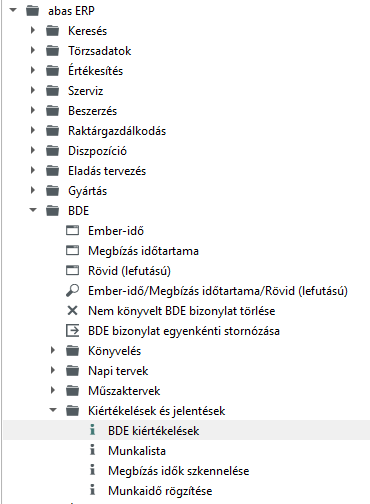 abas ERP
Keresés
Törzsadatok
Értékesítés
Szerviz
Beszerzés
Raktárgazdálkodás
Diszpozíció
Eladás tervezés
Gyártás
BDE
Ember-idő
Megbízás időtartama
Rövid (lefutású)
Ember-idő/Megbízás időtartama/Rövid (lefutású)
Nem könyvelt BDE bizonylat törlése
BDE bizonylat egyenkénti stornózása
Könyvelés
Napi tervek
Műszaktervek
Kiértékelések és jelentések
BDE kiértékelések
Munkalista
Megbízás idők szkennelése
Munkaidő rögzítése